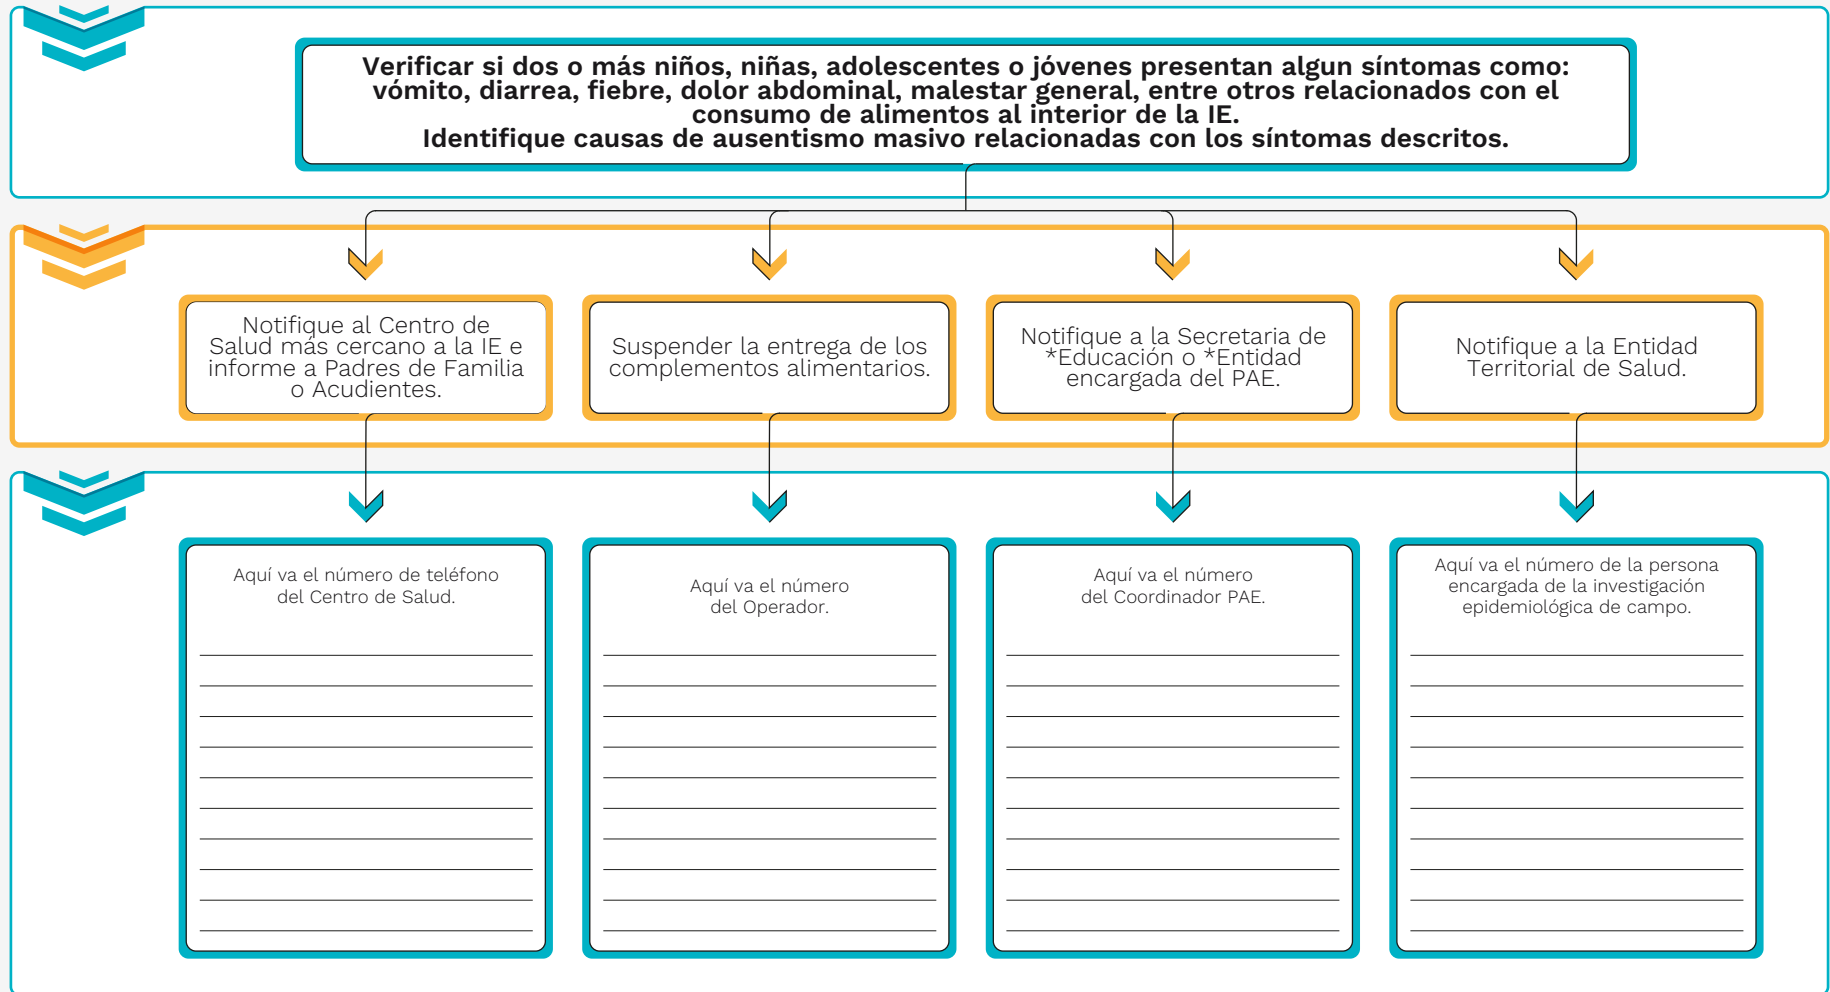 Verificar si dos o más niños, niñas, adolescentes o jóvenes presentan algun síntomas como:
vómito, diarrea, fiebre, dolor abdominal, malestar general, entre otros relacionados con el
consumo de alimentos al interior de la IE.
Identifique causas de ausentismo masivo relacionadas con los síntomas descritos.
Notifique al Centro de
Salud más cercano a la IE e
informe a Padres de Familia
o Acudientes.
Suspender la entrega de los
complementos alimentarios.
Notifique a la Secretaria de
*Educación o *Entidad
encargada del PAE.
Notifique a la Entidad
Territorial de Salud.
Aquí va el número de teléfono
del Centro de Salud.
Aquí va el número
del Operador.
Aquí va el número
del Coordinador PAE.
Aquí va el número de la persona
encargada de la investigación
epidemiológica de campo.